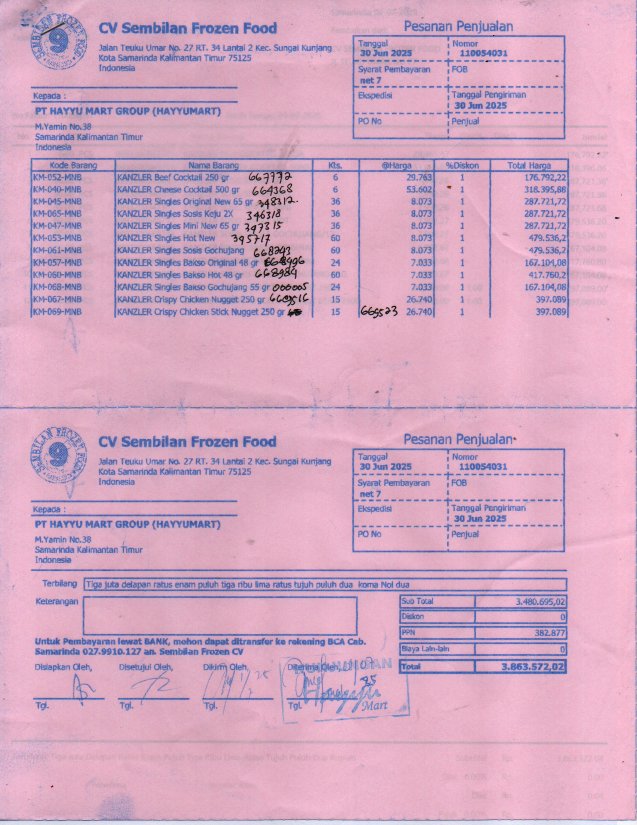 CV Sembilan Frozen Food
Jalan Teuku Umar No. 27 RT. 34 Lantai 2 Kec. Sungai Kunjang
Kota Samarinda Kalimantan Timur 75125
Indonesia
Pesanan Penjualan
Tanggal
30 Jun 2025
Nomor
110054031
Syarat Pembayaran
net 7
FOB
Ekspedisi
Tanggal Pengiriman
30 Jun 2025
PO No
Penjual
Kepada :
PT HAYYU MART GROUP (HAYYUMART)
M.Yamin No.38
Samarinda Kalimantan Timur
Indonesia
Kode Barang Nama Barang Kts. @Harga %Diskon Total Harga
KM-052-MNB KANZLER Beef Cocktail 250 gr 667772 6 29.763 1 176.792,22
KM-040-MNB KANZLER Cheese Cocktail 500 gr 664368 6 53.602 1 318.395,88
KM-045-MNB KANZLER Singles Original New 65 gr 348312 36 8.073 1 287.721,72
KM-065-MNB KANZLER Singles Sosis Keju 2X 346318 36 8.073 1 287.721,72
KM-047-MNB KANZLER Singles Mini New 65 gr 347315 36 8.073 1 287.721,72
KM-053-MNB KANZLER Singles Hot New 345717 60 8.073 1 479.536,2
KM-061-MNB KANZLER Singles Sosis Gochujang 668243 60 8.073 1 479.536,2
KM-057-MNB KANZLER Singles Bakso Original 48 gr 24 7.033 1 167.104,08
KM-060-MNB KANZLER Singles Bakso Hot 48 gr 668984 60 7.033 1 417.760,2
KM-068-MNB KANZLER Singles Bakso Gochujang 55 gr 000005 24 7.033 1 167.104,08
KM-067-MNB KANZLER Crispy Chicken Nugget 250 gr 669516 15 26.740 1 397.089
KM-069-MNB KANZLER Crispy Chicken Stick Nugget 250 gr 15 669523 26.740 1 397.089
CV Sembilan Frozen Food
Jalan Teuku Umar No. 27 RT. 34 Lantai 2 Kec. Sungai Kunjang
Kota Samarinda Kalimantan Timur 75125
Indonesia
Pesanan Penjualan
Tanggal
30 Jun 2025
Nomor
110054031
Syarat Pembayaran
net 7
FOB
Ekspedisi
Tanggal Pengiriman
30 Jun 2025
PO No
Penjual
Kepada :
PT HAYYU MART GROUP (HAYYUMART)
M.Yamin No.38
Samarinda Kalimantan Timur
Indonesia
Terbilang Tiga juta delapan ratus enam puluh tiga ribu lima ratus tujuh puluh dua koma Nol dua
Keterangan
Sub Total 3.480.695,02
Diskon 0
PPN 382.877
Biaya Lain-lain 0
Total 3.863.572,02
Untuk Pembayaran lewat BANK, mohon dapat ditransfer ke rekening BCA Cab.
Samarinda 027.9910.127 an. Sembilan Frozen CV
Disiapkan Oleh, Disetujui Oleh, Dikirim Oleh, Diterima Oleh,
Hayyu
Mart
Tgl. Tgl. Tgl. Tgl.